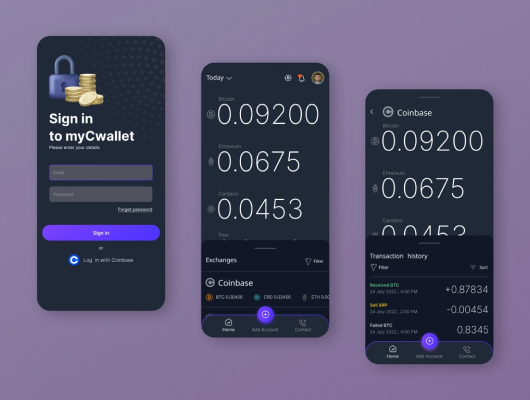 Sign in
to myCwallet
Please enter your details
Email
Password
Forgot password
Sign in
or
Log in with Coinbase
Today
Bitcoin
0.09200
Ethereum
0.0675
Cardano
0.0453
Tron
Exchanges
Filter
Coinbase
BTC 0.00456
CRD 0.03456
ETH 0.00
Home
Add Account
Contact
Coinbase
Bitcoin
0.09200
Ethereum
0.0675
Cardano
0.0453
Transaction history
Filter
Sort
Received BTC
24 July 2022 , 4:00 PM
+0.87834
Sell XRP
24 July 2022 , 2:00 PM
-0.00454
Failed BTC
24 July 2022 , 4:00 PM
0.8345
Home
Add Account
Contact